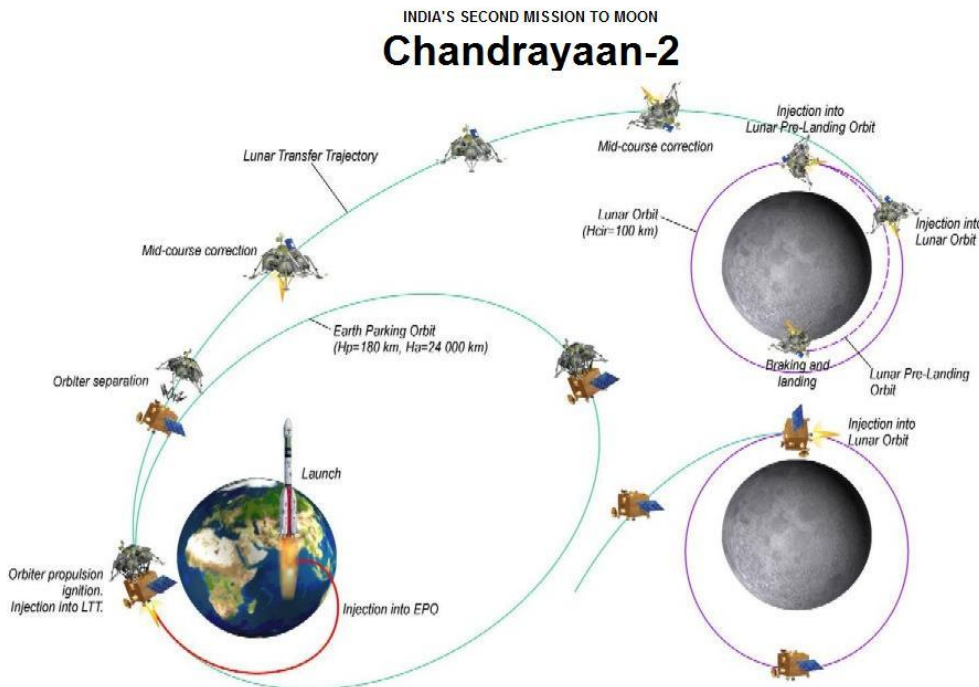 INDIA'S SECOND MISSION TO MOON
Chandrayaan-2
Injection into
Lunar Pre-Landing Orbit
Mid-course correction
Lunar Transfer Trajectory
Lunar Orbit
(Hcir=100 km)
Injection into
Lunar Orbit
Mid-course correction
Earth Parking Orbit
(Hp=180 km, Ha=24 000 km)
Braking and
landing
Lunar Pre-Landing
Orbit
Orbiter separation
Injection into
Lunar Orbit
Launch
Orbiter propulsion
ignition.
Injection into LTT.
Injection into EPO